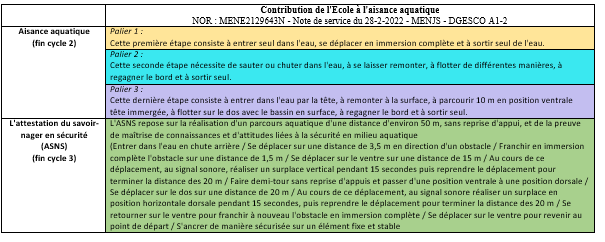 Contribution de l'École à l'aisance aquatique
NOR : MENE2129643N - Note de service du 28-2-2022 - MENJS - DGESCO A1-2
Aisance aquatique
(fin cycle 2)
Palier 1 :
Cette première étape consiste à entrer seul dans l'eau, se déplacer en immersion complète et à sortir seul de l'eau.
Palier 2 :
Cette seconde étape nécessite de sauter ou chuter dans l'eau, à se laisser remonter, à flotter de différentes manières, à
regagner le bord et à sortir seul.
Palier 3 :
Cette dernière étape consiste à entrer dans l'eau par la tête, à remonter à la surface, à parcourir 10 m en position ventrale
tête immergée, à flotter sur le dos avec le bassin en surface, à regagner le bord et à sortir seul.
L'attestation du savoir-
nager en sécurité
(ASNS)
(fin cycle 3)
L'ASNS repose sur la réalisation d'un parcours aquatique d'une distance d'environ 50 m, sans reprise d'appui, et de la preuve
de maîtrise de connaissances et d'attitudes liées à la sécurité en milieu aquatique
(Entrer dans l'eau en chute arrière / Se déplacer sur une distance de 3,5 m en direction d'un obstacle / Franchir en immersion
complète l'obstacle sur une distance de 1,5 m / Se déplacer sur le ventre sur une distance de 15 m / Au cours de ce
déplacement, au signal sonore, réaliser un surplace vertical pendant 15 secondes puis reprendre le déplacement pour
terminer la distance des 20 m / Faire demi-tour sans reprise d'appuis et passer d'une position ventrale à une position dorsale /
Se déplacer sur le dos sur une distance de 20 m / Au cours de ce déplacement, au signal sonore réaliser un surplace en
position horizontale dorsale pendant 15 secondes, puis reprendre le déplacement pour terminer la distance des 20 m / Se
retourner sur le ventre pour franchir à nouveau l'obstacle en immersion complète / Se déplacer sur le ventre pour revenir au
point de départ / S'ancrer de manière sécurisée sur un élément fixe et stable